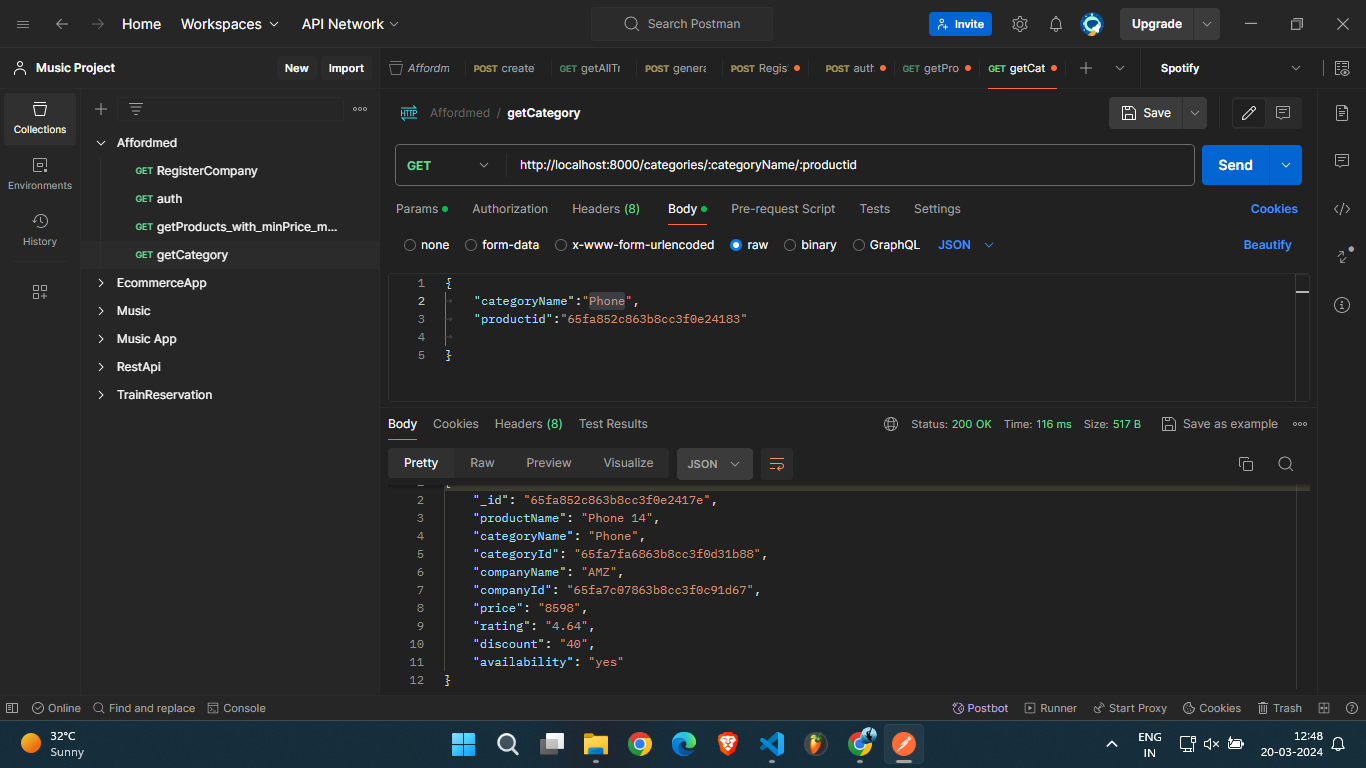 Home Workspaces API Network Search Postman Invite Upgrade
Music Project New Import Affordm POST create GET getAllTr POST genera POST Regis POST auth GET getPro GET getCat Spotify
Collections
Environments
History
Affordmed
GET RegisterCompany
GET auth
GET getProducts_with_minPrice_m...
GET getCategory
EcommerceApp
Music
Music App
RestApi
TrainReservation
HTTP Affordmed / getCategory Save
GET http://localhost:8000/categories/:categoryName/:productid Send
Params Authorization Headers (8) Body Pre-request Script Tests Settings Cookies
none form-data x-www-form-urlencoded raw binary GraphQL JSON Beautify
1 {
2 "categoryName":"Phone",
3 "productid":"65fa852c863b8cc3f0e24183"
4
5 }
Body Cookies Headers (8) Test Results Status: 200 OK Time: 116 ms Size: 517 B Save as example
Pretty Raw Preview Visualize JSON
2 "_id": "65fa852c863b8cc3f0e2417e",
3 "productName": "Phone 14",
4 "categoryName": "Phone",
5 "categoryId": "65fa7fa6863b8cc3f0d31b88",
6 "companyName": "AMZ",
7 "companyId": "65fa7c07863b8cc3f0c91d67",
8 "price": "8598",
9 "rating": "4.64",
10 "discount": "40",
11 "availability": "yes"
12 }
Online Find and replace Console Postbot Runner Start Proxy Cookies Trash
32°C
Sunny
ENG
IN
12:48
20-03-2024